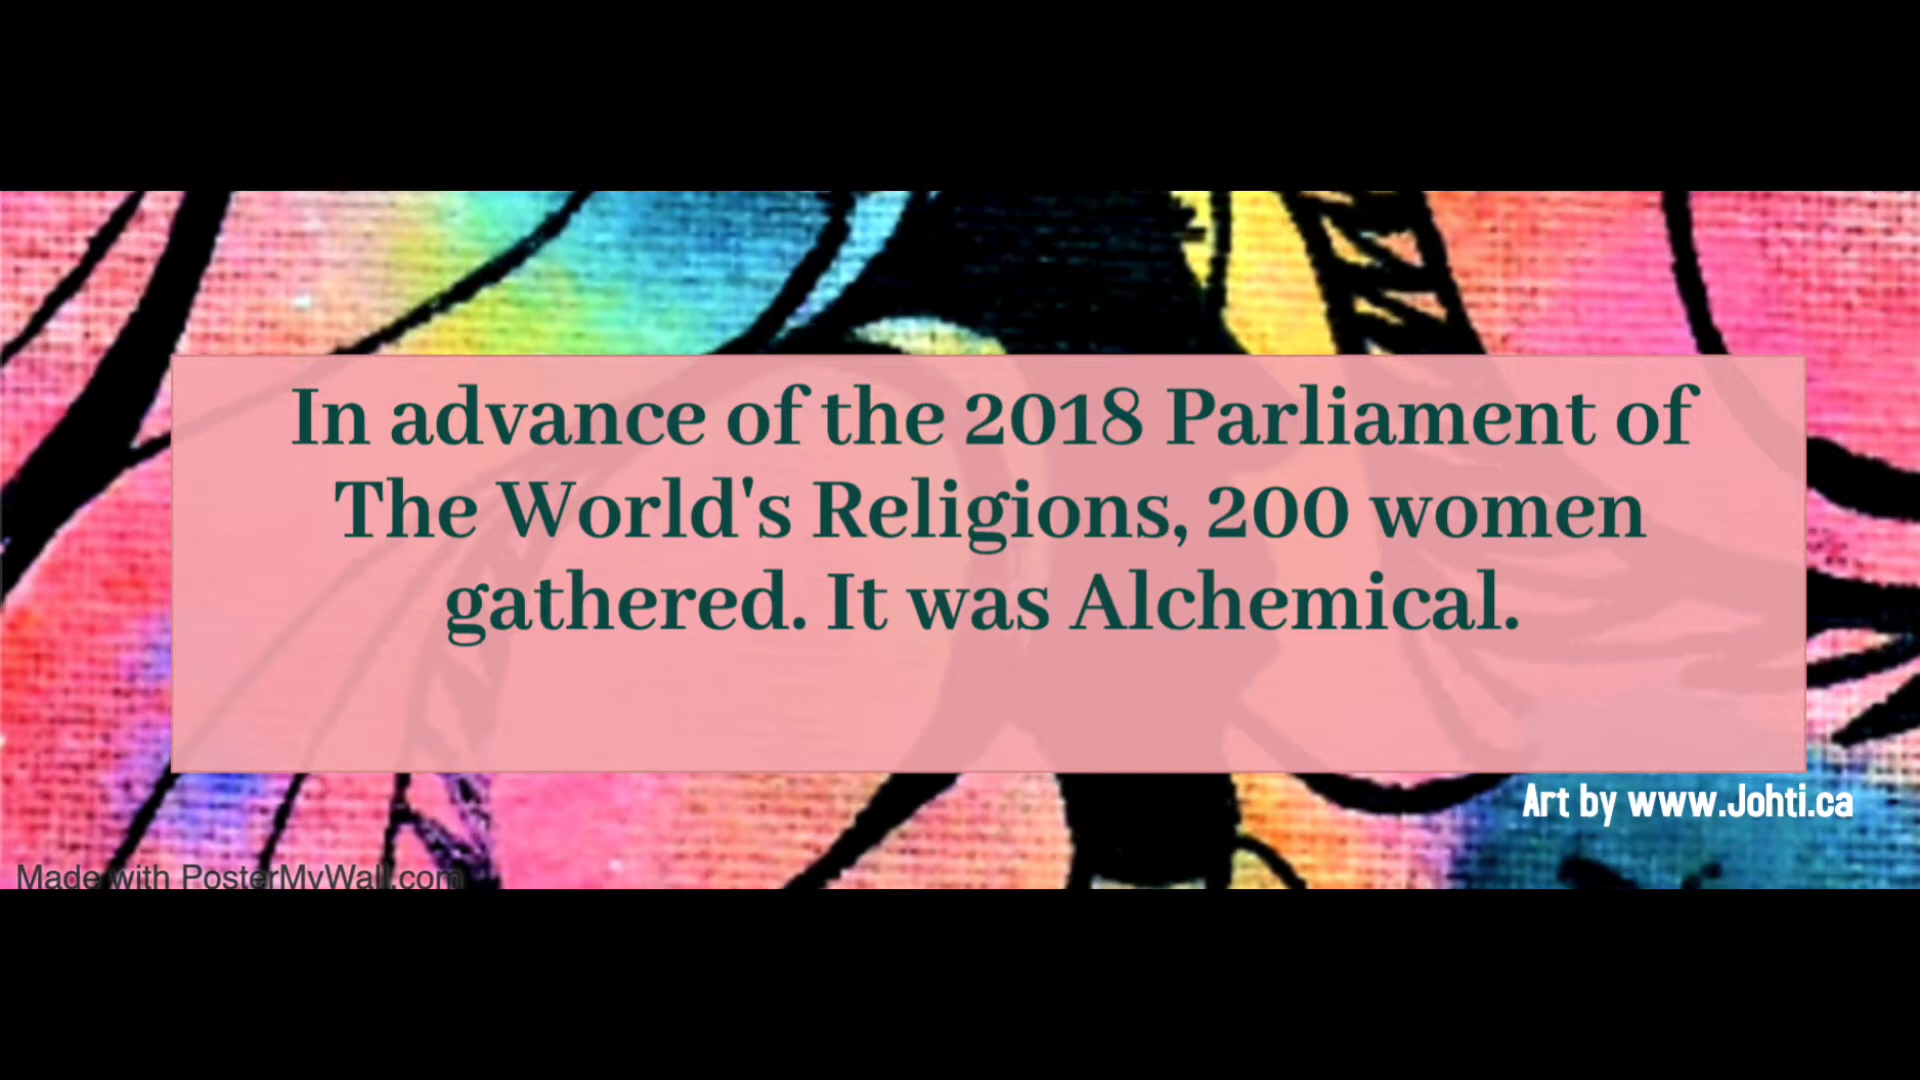 In advance of the 2018 Parliament of
The World's Religions, 200 women
gathered. It was Alchemical.
Art by www.Johti.ca
Made with PosterMyWall.com